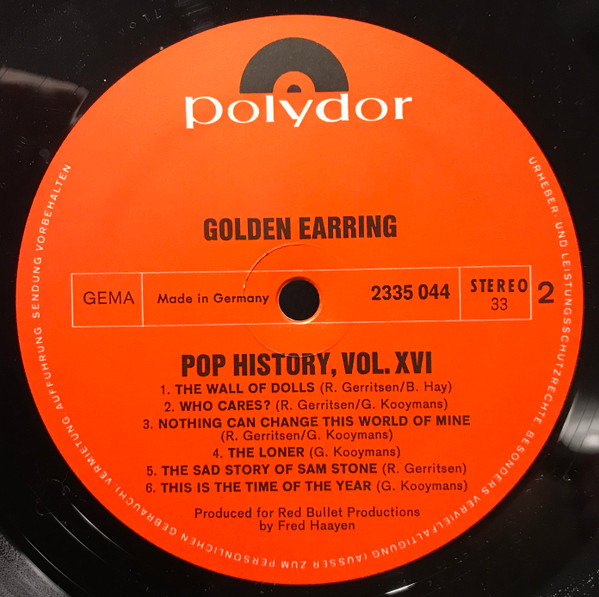 polydor
GOLDEN EARRING
GEMA
Made in Germany
2335 044
STEREO
33
2
POP HISTORY, VOL. XVI
1. THE WALL OF DOLLS (R. Gerritsen/B. Hay)
2. WHO CARES? (R. Gerritsen/G. Kooymans)
3. NOTHING CAN CHANGE THIS WORLD OF MINE
(R. Gerritsen/G. Kooymans)
4. THE LONER (G. Kooymans)
5. THE SAD STORY OF SAM STONE (R. Gerritsen)
6. THIS IS THE TIME OF THE YEAR (G. Kooymans)
Produced for Red Bullet Productions
by Fred Haayen
URHEBER- UND LEISTUNGSSCHUTZRECHTE BESONDERS VERVIELFÄLTIGUNG (AUSSER ZUM PERSÖNLICHEN GEBRAUCH), VERMIETUNG AUFFÜHRUNG, SENDUNG VORBEHALTEN